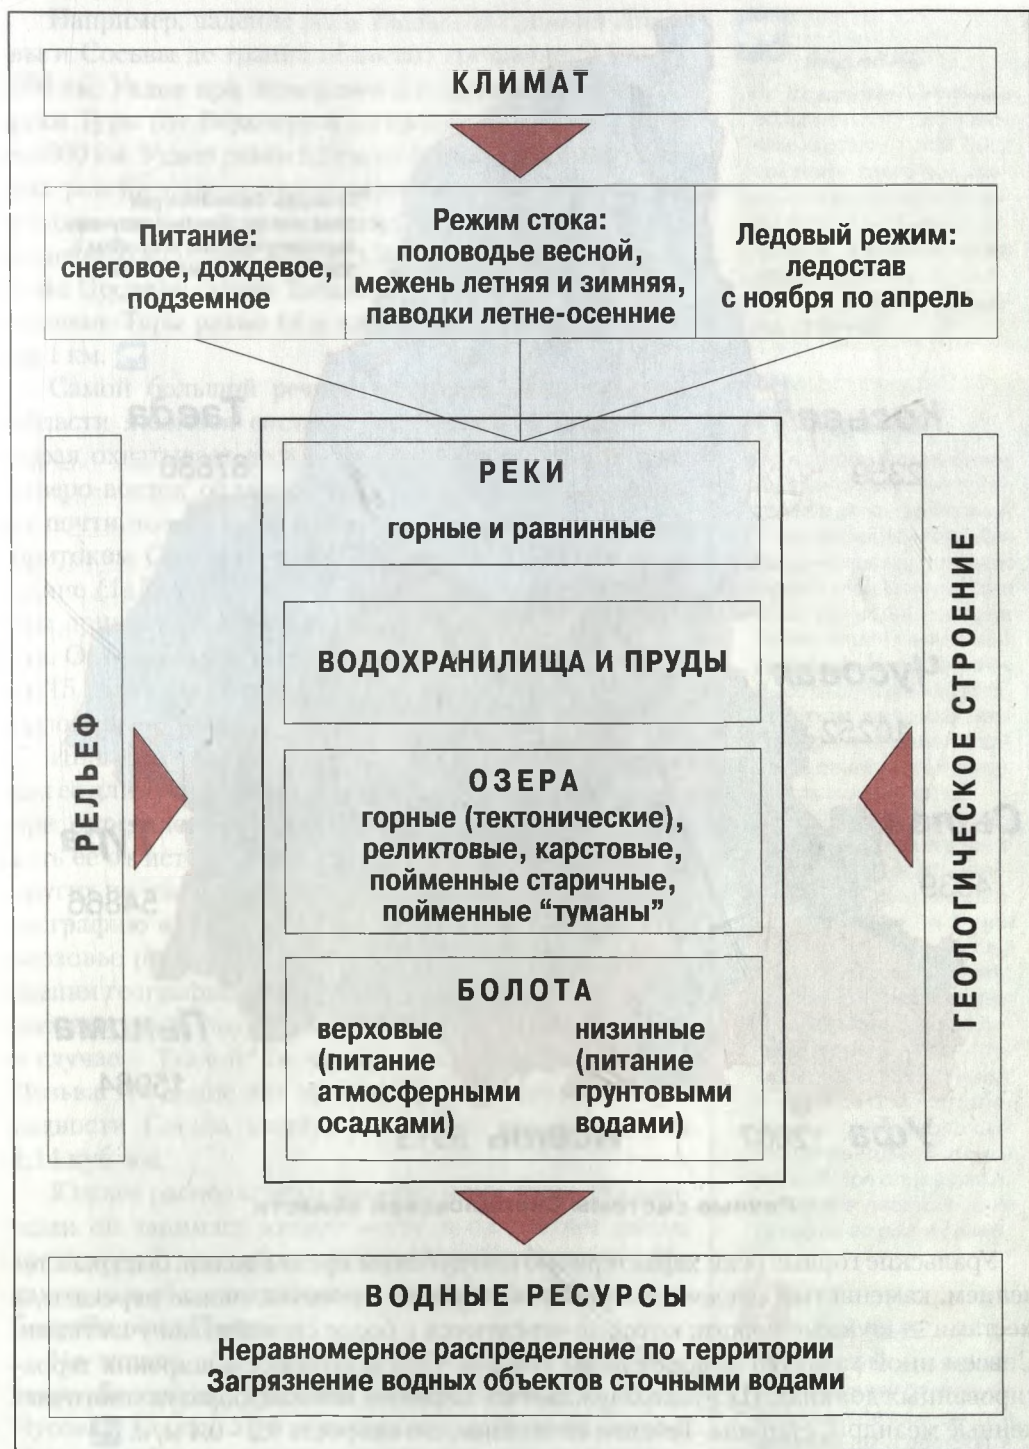 КЛИМАТ
Питание:
снеговое, дождевое,
подземное
Режим стока:
половодье весной,
межень летняя и зимняя,
паводки летне-осенние
Ледовый режим:
ледостав
с ноября по апрель
РЕЛЬЕФ
РЕКИ
горные и равнинные
ВОДОХРАНИЛИЩА И ПРУДЫ
ОЗЕРА
горные (тектонические),
реликтовые, карстовые,
пойменные старичные,
пойменные “туманы”
БОЛОТА
верховые
(питание
атмосферными
осадками)
низинные
(питание
грунтовыми
водами)
ГЕОЛОГИЧЕСКОЕ СТРОЕНИЕ
ВОДНЫЕ РЕСУРСЫ
Неравномерное распределение по территории
Загрязнение водных объектов сточными водами